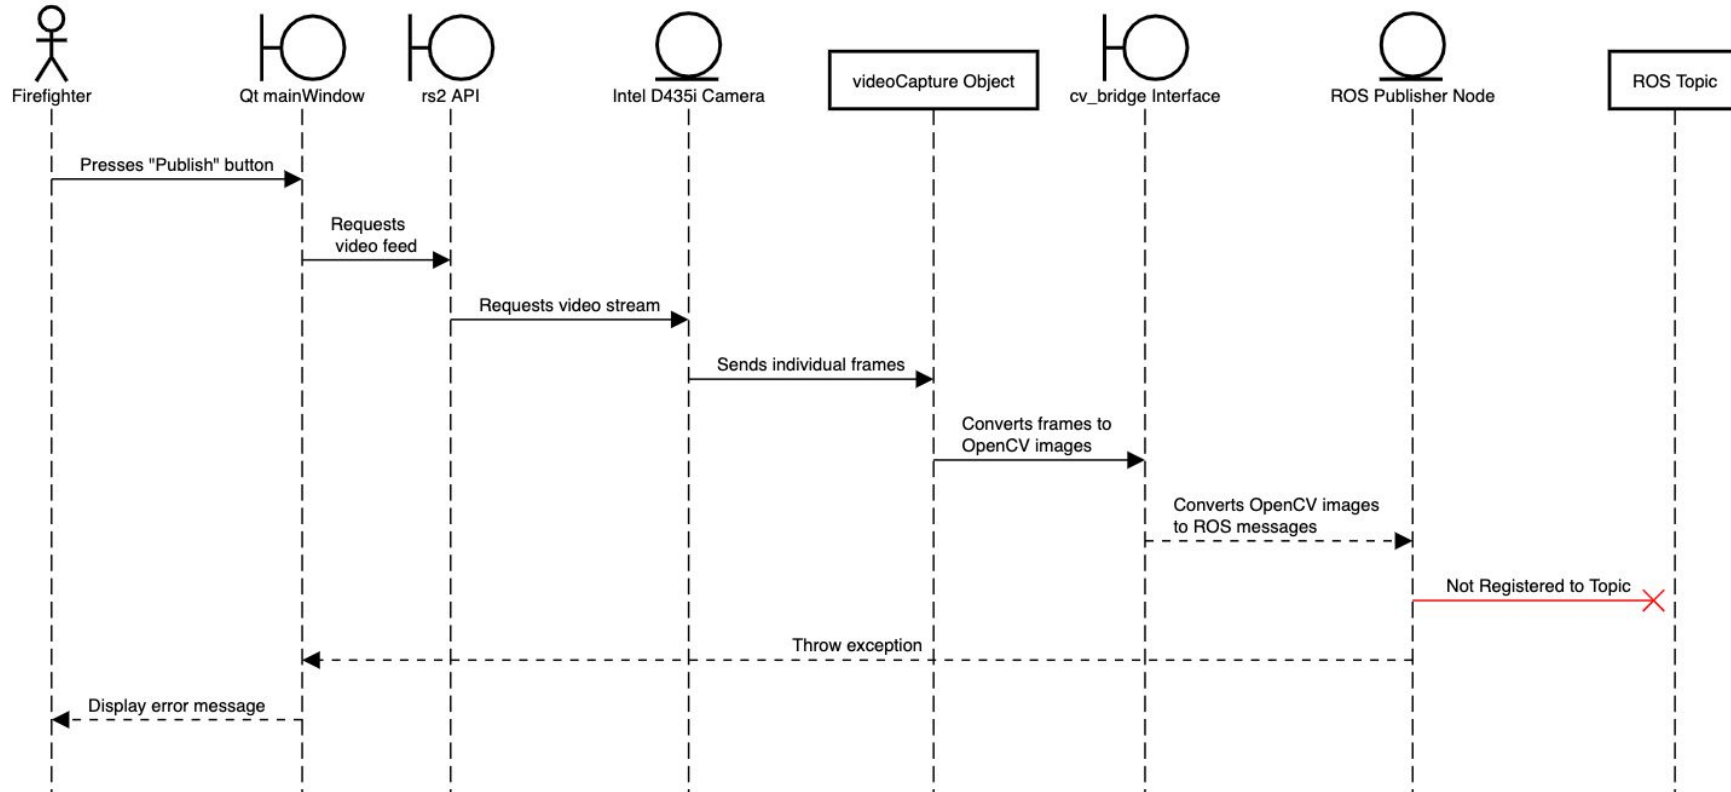 Firefighter
Qt mainWindow
rs2 API
Intel D435i Camera
videoCapture Object
cv_bridge Interface
ROS Publisher Node
ROS Topic
Presses "Publish" button
Requests
video feed
Requests video stream
Sends individual frames
Converts frames to
OpenCV images
Converts OpenCV images
to ROS messages
Not Registered to Topic
Throw exception
Display error message